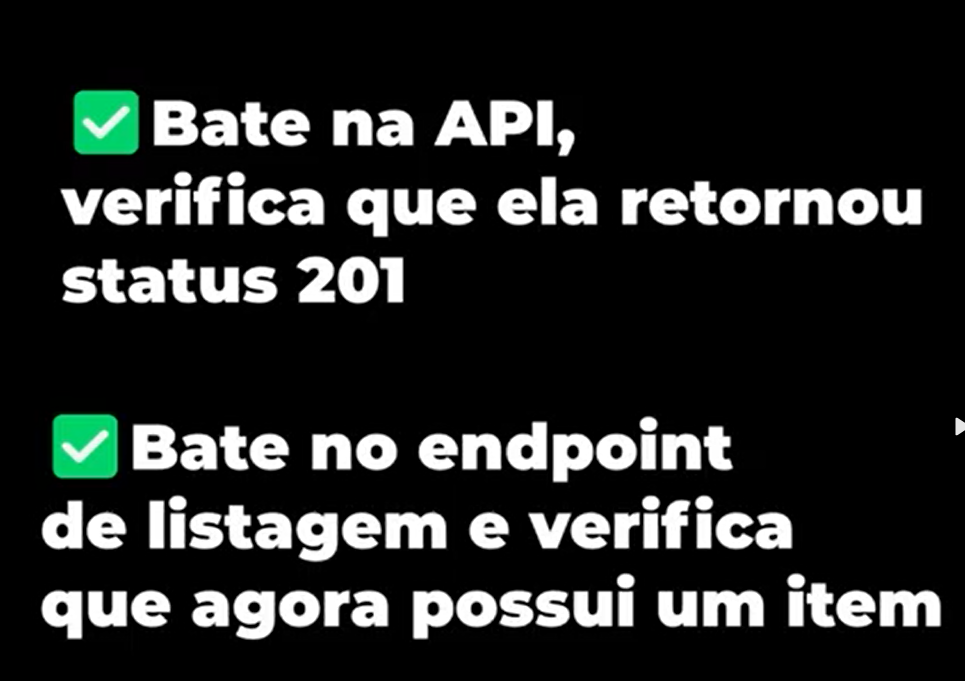 ✅ Bate na API,
verifica que ela retornou
status 201
✅ Bate no endpoint
de listagem e verifica
que agora possui um item